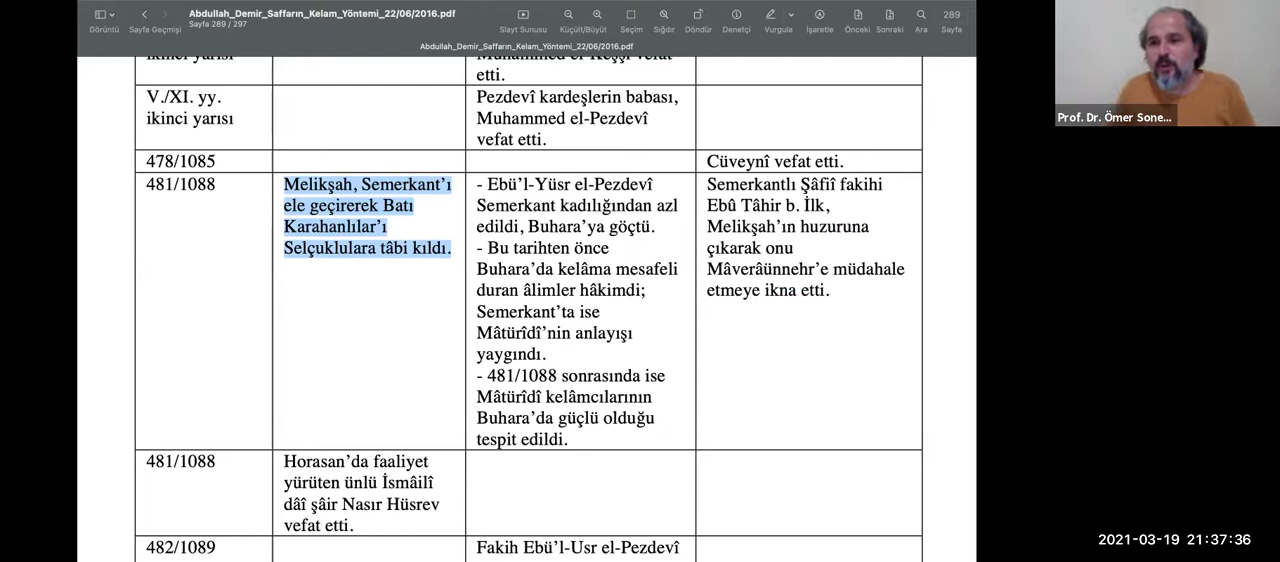 Abdullah_Demir_Saffarın_Kelam_Yöntemi_22/06/2016.pdf
Sayfa 289 / 297
Görüntü
Sayfa Geçmişi
Slayt Sunusu
Küçült/Büyüt
Seçim
Sığdır
Döndür
Denetçi
Vurgula
İşaretle
Önceki
Sonraki
Ara
289
Sayfa
Abdullah_Demir_Saffarın_Kelam_Yöntemi_22/06/2016.pdf
ikinci yarısı
Muhammed el-Keşşî vefat
etti.
V./XI. yy.
ikinci yarısı
Pezdevî kardeşlerin babası,
Muhammed el-Pezdevî
vefat etti.
478/1085
Cüveynî vefat etti.
481/1088
Melikşah, Semerkant’ı
ele geçirerek Batı
Karahanlılar’ı
Selçuklulara tâbi kıldı.
- Ebü’l-Yüsr el-Pezdevî
Semerkant kadılığından azl
edildi, Buhara’ya göçtü.
- Bu tarihten önce
Buhara’da kelâma mesafeli
duran âlimler hâkimdi;
Semerkant’ta ise
Mâtürîdî’nin anlayışı
yaygındı.
- 481/1088 sonrasında ise
Mâtürîdî kelâmcılarının
Buhara’da güçlü olduğu
tespit edildi.
Semerkantlı Şâfiî fakihi
Ebû Tâhir b. İlk,
Melikşah’ın huzuruna
çıkarak onu
Mâverâünnehr’e müdahale
etmeye ikna etti.
481/1088
Horasan’da faaliyet
yürüten ünlü İsmâilî
dâî şâir Nasır Hüsrev
vefat etti.
482/1089
Fakih Ebü’l-Usr el-Pezdevî
Prof. Dr. Ömer Sone...
2021-03-19 21:37:36